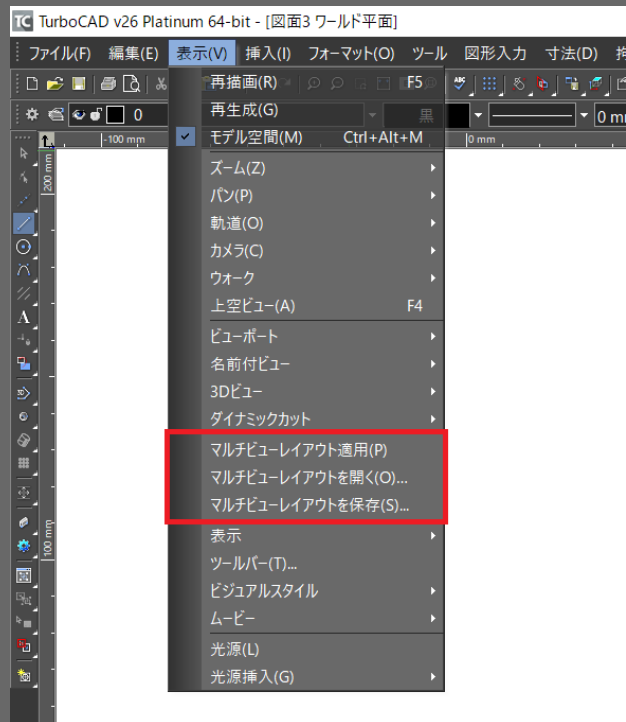 TC TurboCAD v26 Platinum 64-bit - [図面3 ワールド平面]
ファイル(F) 編集(E) 表示(V) 挿入(I) フォーマット(O) ツール 図形入力 寸法(D)
再描画(R) F5
0 再生成(G) 黒 0 mm
モデル空間(M) Ctrl+Alt+M
-100 mm 0 mm
200 mm
ズーム(Z)
パン(P)
軌道(O)
カメラ(C)
ウォーク
上空ビュー(A) F4
ビューポート
名前付ビュー
3Dビュー
ダイナミックカット
マルチビューレイアウト適用(P)
マルチビューレイアウトを開く(O)...
マルチビューレイアウトを保存(S)...
100 mm
表示
ツールバー(T)...
ビジュアルスタイル
ムービー
光源(L)
光源挿入(G)